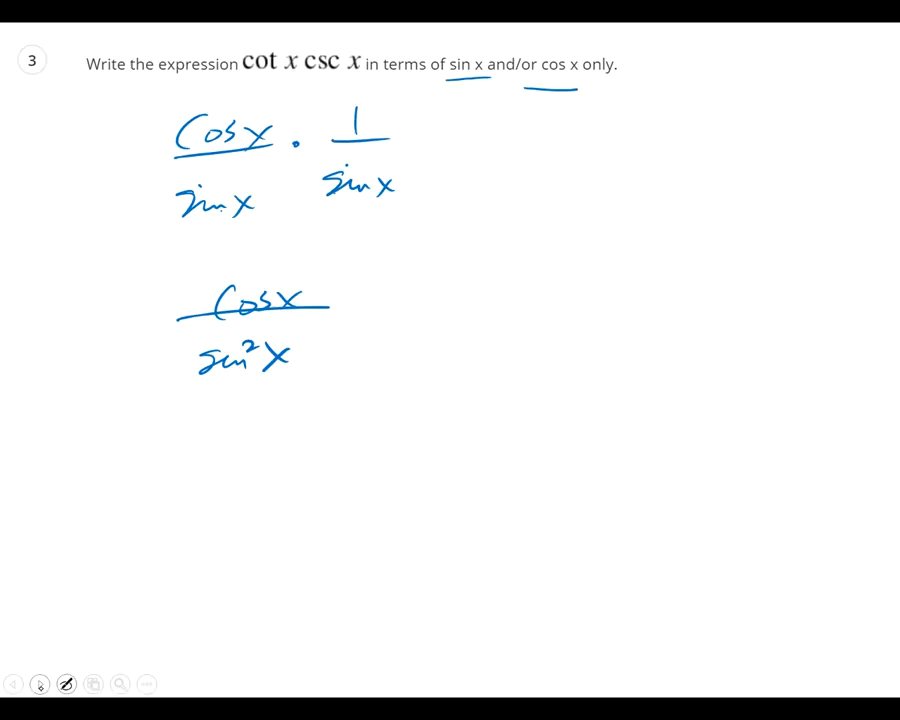 3
Write the expression cot x csc x in terms of sin x and/or cos x only.
cos x . 1
sin x sin x
cos x
sin² x